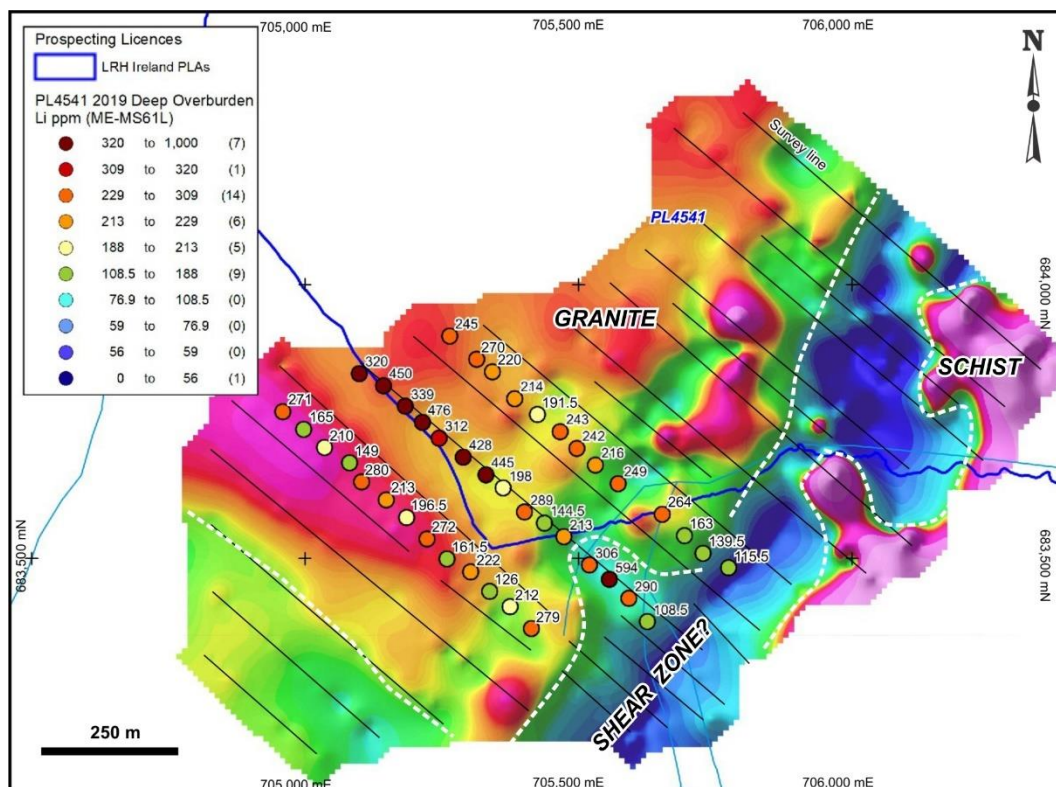 705,000 mE
705,500 mE
706,000 mE
Prospecting Licences
LRH Ireland PLAs
PL4541 2019 Deep Overburden
Li ppm (ME-MS61L)
320 to 1,000 (7)
309 to 320 (1)
229 to 309 (14)
213 to 229 (6)
188 to 213 (5)
108.5 to 188 (9)
76.9 to 108.5 (0)
59 to 76.9 (0)
56 to 59 (0)
0 to 56 (1)
N
Survey line
PL4541
684,000 mN
GRANITE
SCHIST
245
270
220
214
191.5
243
242
216
249
264
163
139.5
115.5
320
450
339
476
312
428
445
198
289
144.5
213
306
594
290
108.5
271
165
210
149
280
213
196.5
272
161.5
222
126
212
279
683,500 mN
683,500 mN
SHEAR ZONE?
250 m
705,000 mE
705,500 mE
706,000 mE